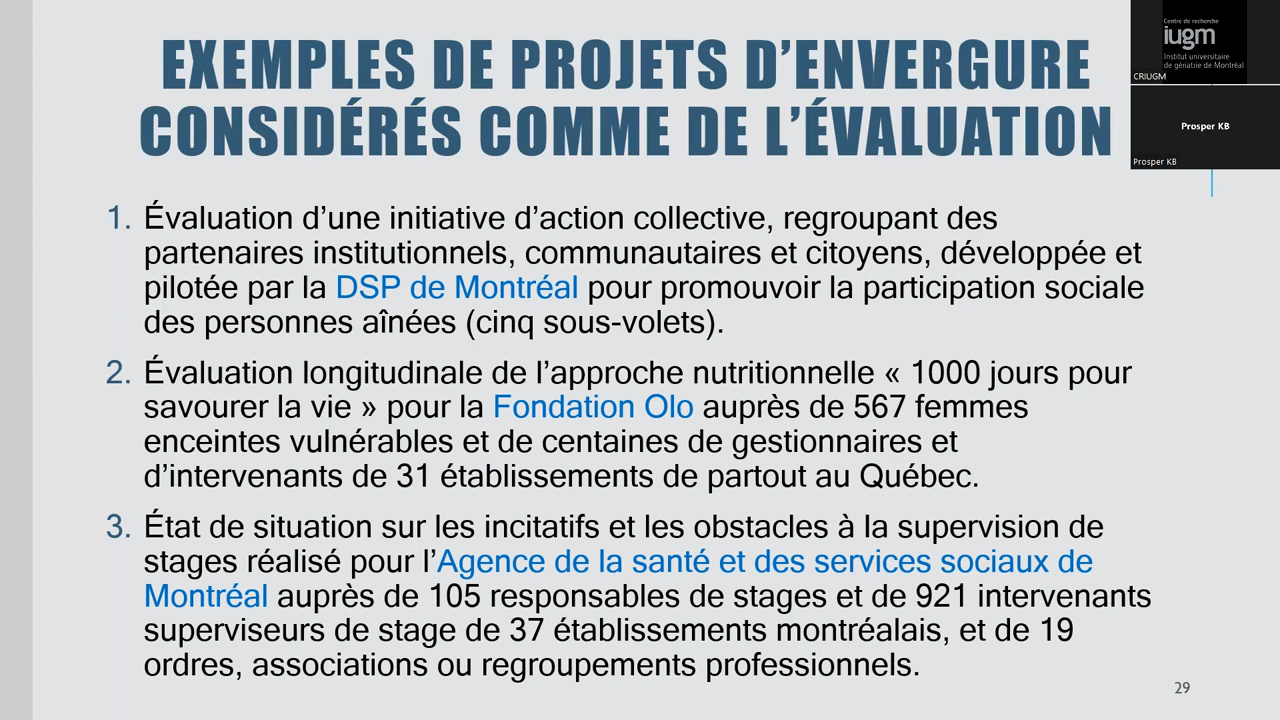 EXEMPLES DE PROJETS D’ENVERGURE
CONSIDÉRÉS COMME DE L’ÉVALUATION
1. Évaluation d’une initiative d’action collective, regroupant des
partenaires institutionnels, communautaires et citoyens, développée et
pilotée par la DSP de Montréal pour promouvoir la participation sociale
des personnes aînées (cinq sous-volets).
2. Évaluation longitudinale de l’approche nutritionnelle « 1000 jours pour
savourer la vie » pour la Fondation Olo auprès de 567 femmes
enceintes vulnérables et de centaines de gestionnaires et
d’intervenants de 31 établissements de partout au Québec.
3. État de situation sur les incitatifs et les obstacles à la supervision de
stages réalisé pour l’Agence de la santé et des services sociaux de
Montréal auprès de 105 responsables de stages et de 921 intervenants
superviseurs de stage de 37 établissements montréalais, et de 19
ordres, associations ou regroupements professionnels.
29
Centre de recherche
iugm
Institut universitaire
de gériatrie de Montréal
CRIUGM
Prosper KB
Prosper KB